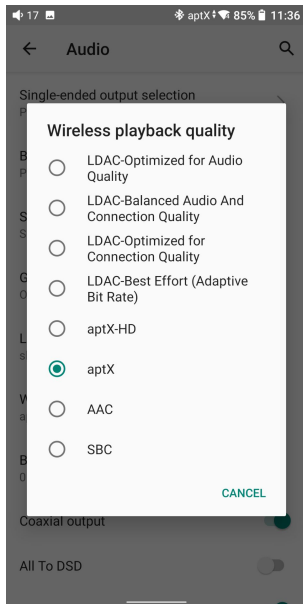 17 aptX 85% 11:36
Audio
Single-ended output selection
Wireless playback quality
LDAC-Optimized for Audio
Quality
LDAC-Balanced Audio And
Connection Quality
LDAC-Optimized for
Connection Quality
LDAC-Best Effort (Adaptive
Bit Rate)
aptX-HD
aptX
AAC
SBC
CANCEL
Coaxial output
All To DSD